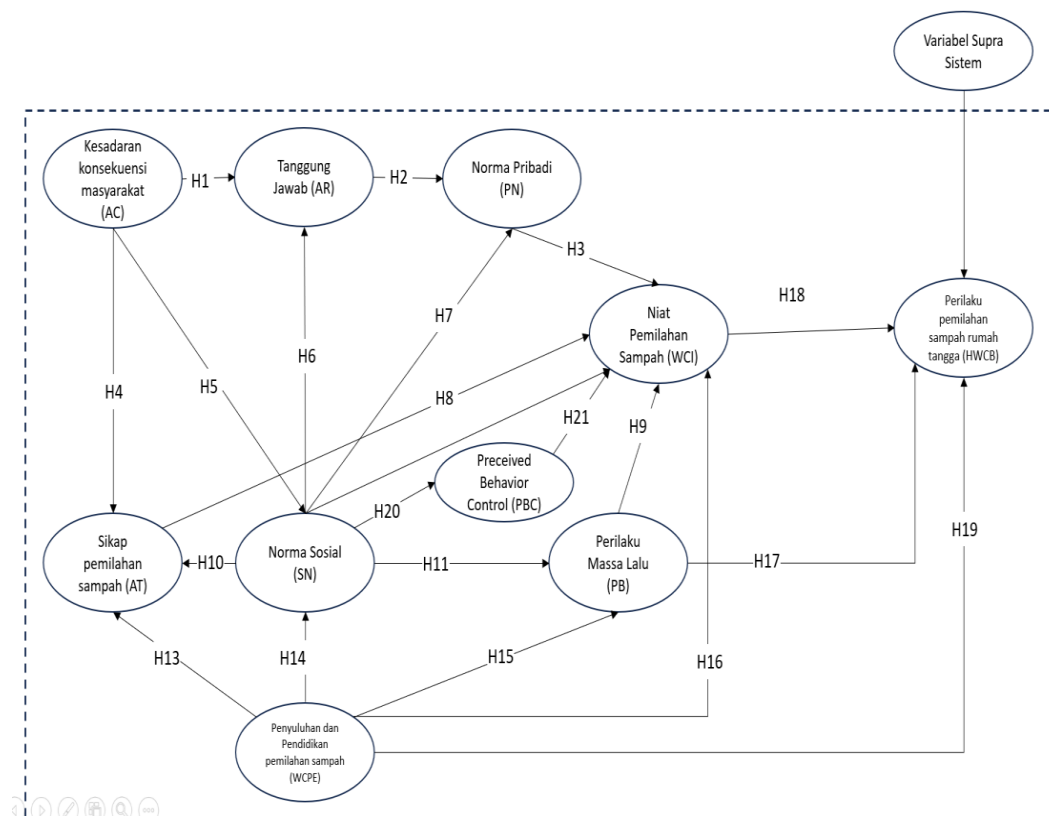 Variabel Supra
Sistem
Kesadaran
konsekuensi
masyarakat
(AC)
H1
Tanggung
Jawab (AR)
H2
Norma Pribadi
(PN)
H3
Niat
Pemilahan
Sampah (WCI)
H18
Perilaku
pemilahan
sampah rumah
tangga (HWCB)
H4
H5
H6
H7
H8
H21
H9
Preceived
Behavior
Control (PBC)
H20
Sikap
pemilahan
sampah (AT)
H10
Norma Sosial
(SN)
H11
Perilaku
Massa Lalu
(PB)
H17
H19
H13
H14
H15
H16
Penyuluhan dan
Pendidikan
pemilahan sampah
(WCPE)